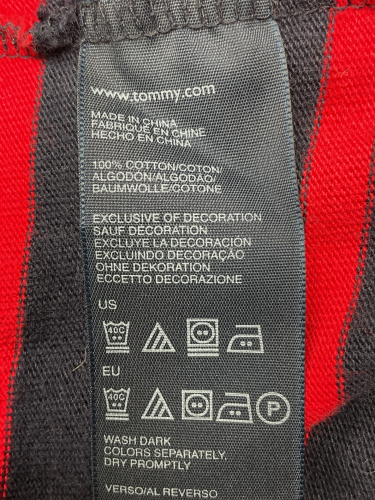 www.tommy.com
MADE IN CHINA
FABRIQUÉ EN CHINE
HECHO EN CHINA
100% COTTON/COTON/
ALGODÓN/ALGODÃO/
BAUMWOLLE/COTONE
EXCLUSIVE OF DECORATION
SAUF DÉCORATION
EXCLUYE LA DECORACIÓN
EXCLUINDO DECORAÇÃO
OHNE DEKORATION
ECCETTO DECORAZIONE
US
40C
EU
40C P
WASH DARK
COLORS SEPARATELY,
DRY PROMPTLY
VERSO/AL REVERSO